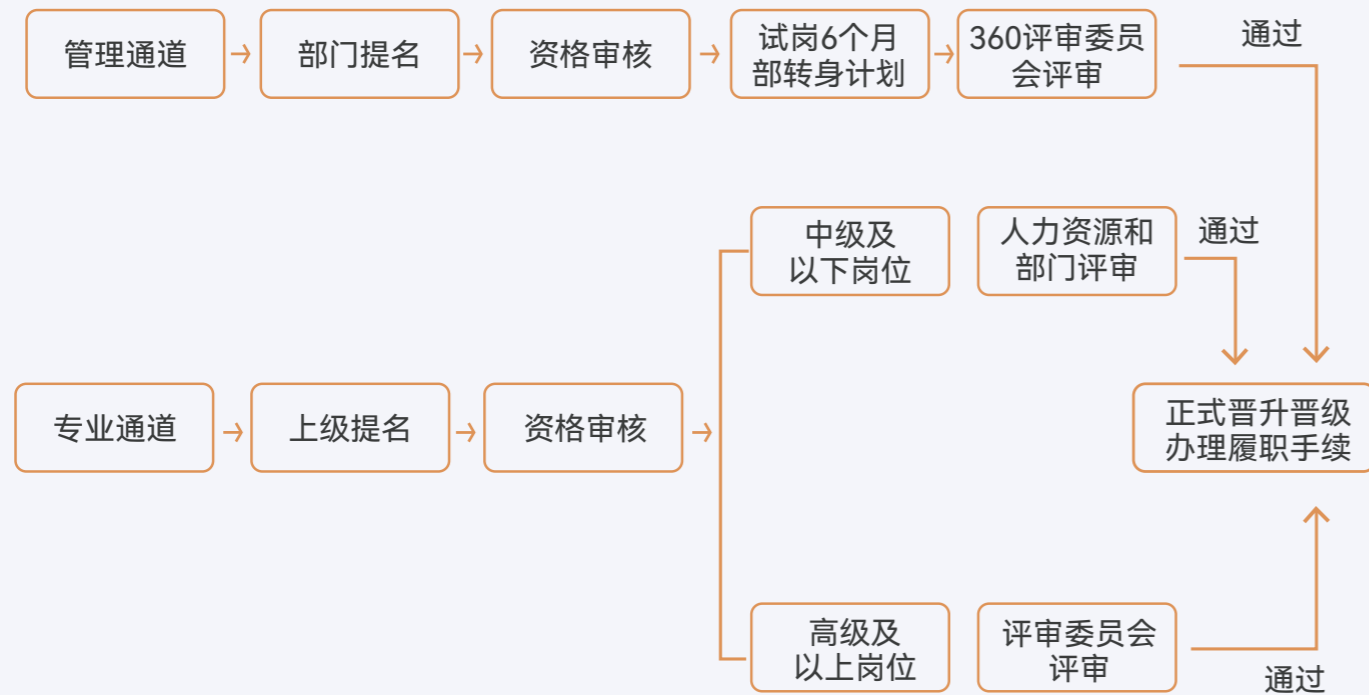 管理通道
部门提名
资格审核
试岗6个月
部转身计划
360评审委员
会评审
通过
中级及
以下岗位
人力资源和
部门评审
通过
专业通道
上级提名
资格审核
正式晋升晋级
办理履职手续
高级及
以上岗位
评审委员会
评审
通过